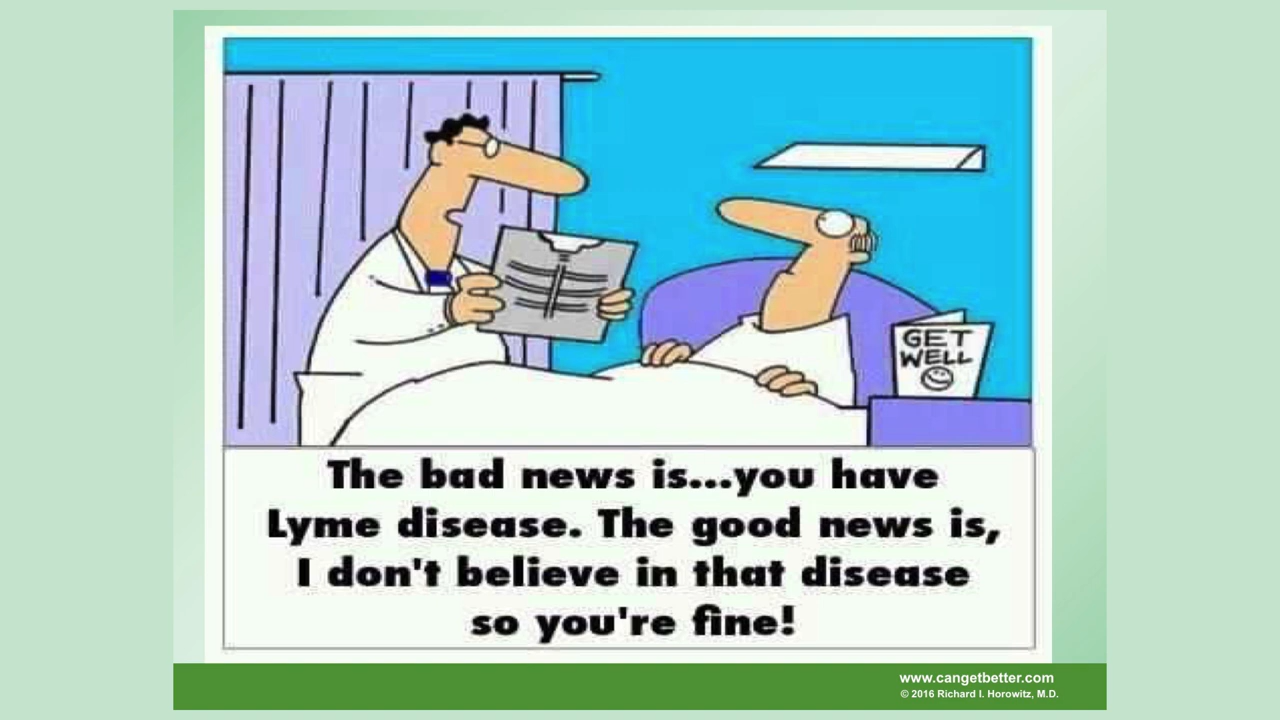 GET
WELL
The bad news is...you have
Lyme disease. The good news is,
I don't believe in that disease
so you're fine!
www.cangetbetter.com
© 2016 Richard I. Horowitz, M.D.